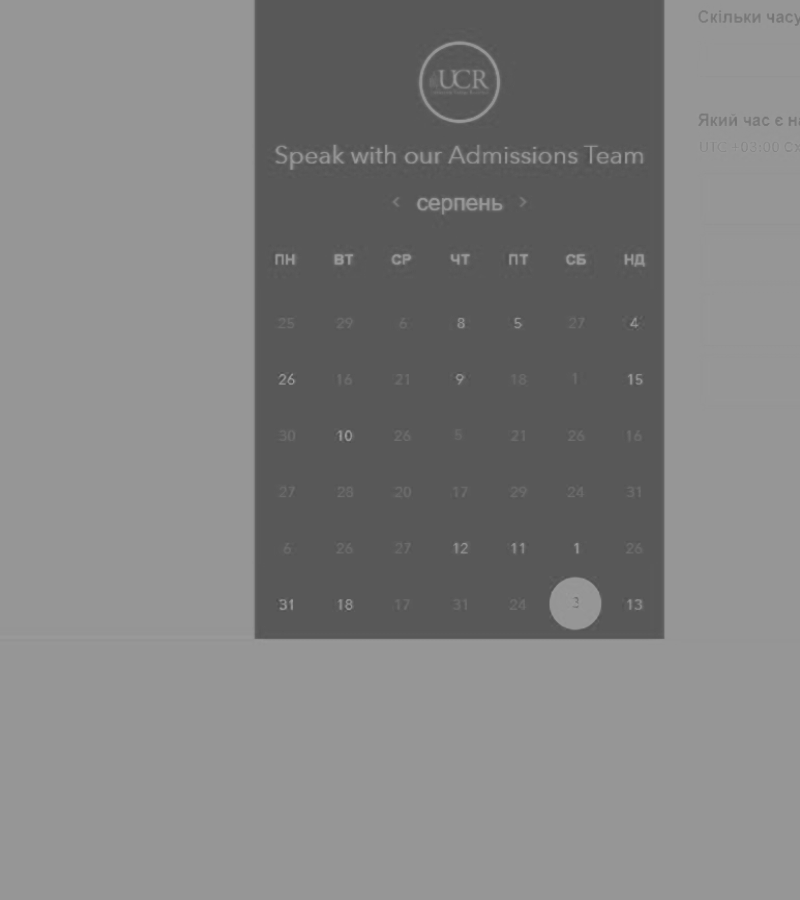 Скільки часу
UCR
Який час є н
Speak with our Admissions Team
UTC +03:00
серпень
ПН ВТ СР ЧТ ПТ СБ НД
25 29 6 8 5 27 4
26 16 21 9 18 1 15
30 10 26 5 21 26 16
27 28 20 17 29 24 31
6 26 27 12 11 1 26
31 18 17 31 24 3 13